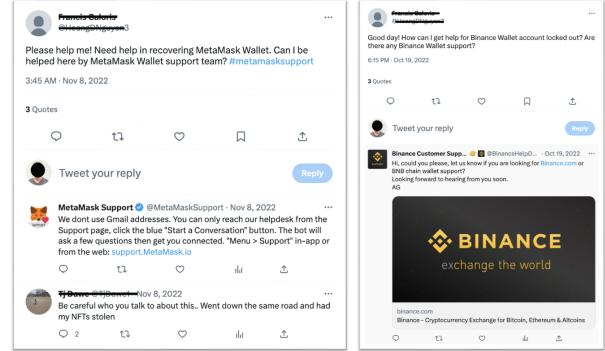 Francis Galaris
@HoangDNguyen3
Please help me! Need help in recovering MetaMask Wallet. Can I be
helped here by MetaMask Wallet support team? #metamasksupport
3:45 AM · Nov 8, 2022
3 Quotes
Tweet your reply
Reply
MetaMask Support @MetaMaskSupport · Nov 8, 2022
We dont use Gmail addresses. You can only reach our helpdesk from the
Support page, click the blue "Start a Conversation" button. The bot will
ask a few questions then get you connected. "Menu > Support" in-app or
from the web: support.MetaMask.io
SUPPORT
Nov 8, 2022
Be careful who you talk to about this.. Went down the same road and had
my NFTs stolen
2
Good day! How can I get help for Binance Wallet account locked out? Are
there any Binance Wallet support?
6:15 PM · Oct 19, 2022
3 Quotes
Tweet your reply
Reply
Binance Customer Supp... @BinanceHelpD... · Oct 19, 2022
Hi, could you please, let us know if you are looking for Binance.com or
BNB chain wallet support?
Looking forward to hearing from you soon.
AG
BINANCE
exchange the world
binance.com
Binance - Cryptocurrency Exchange for Bitcoin, Ethereum & Altcoins